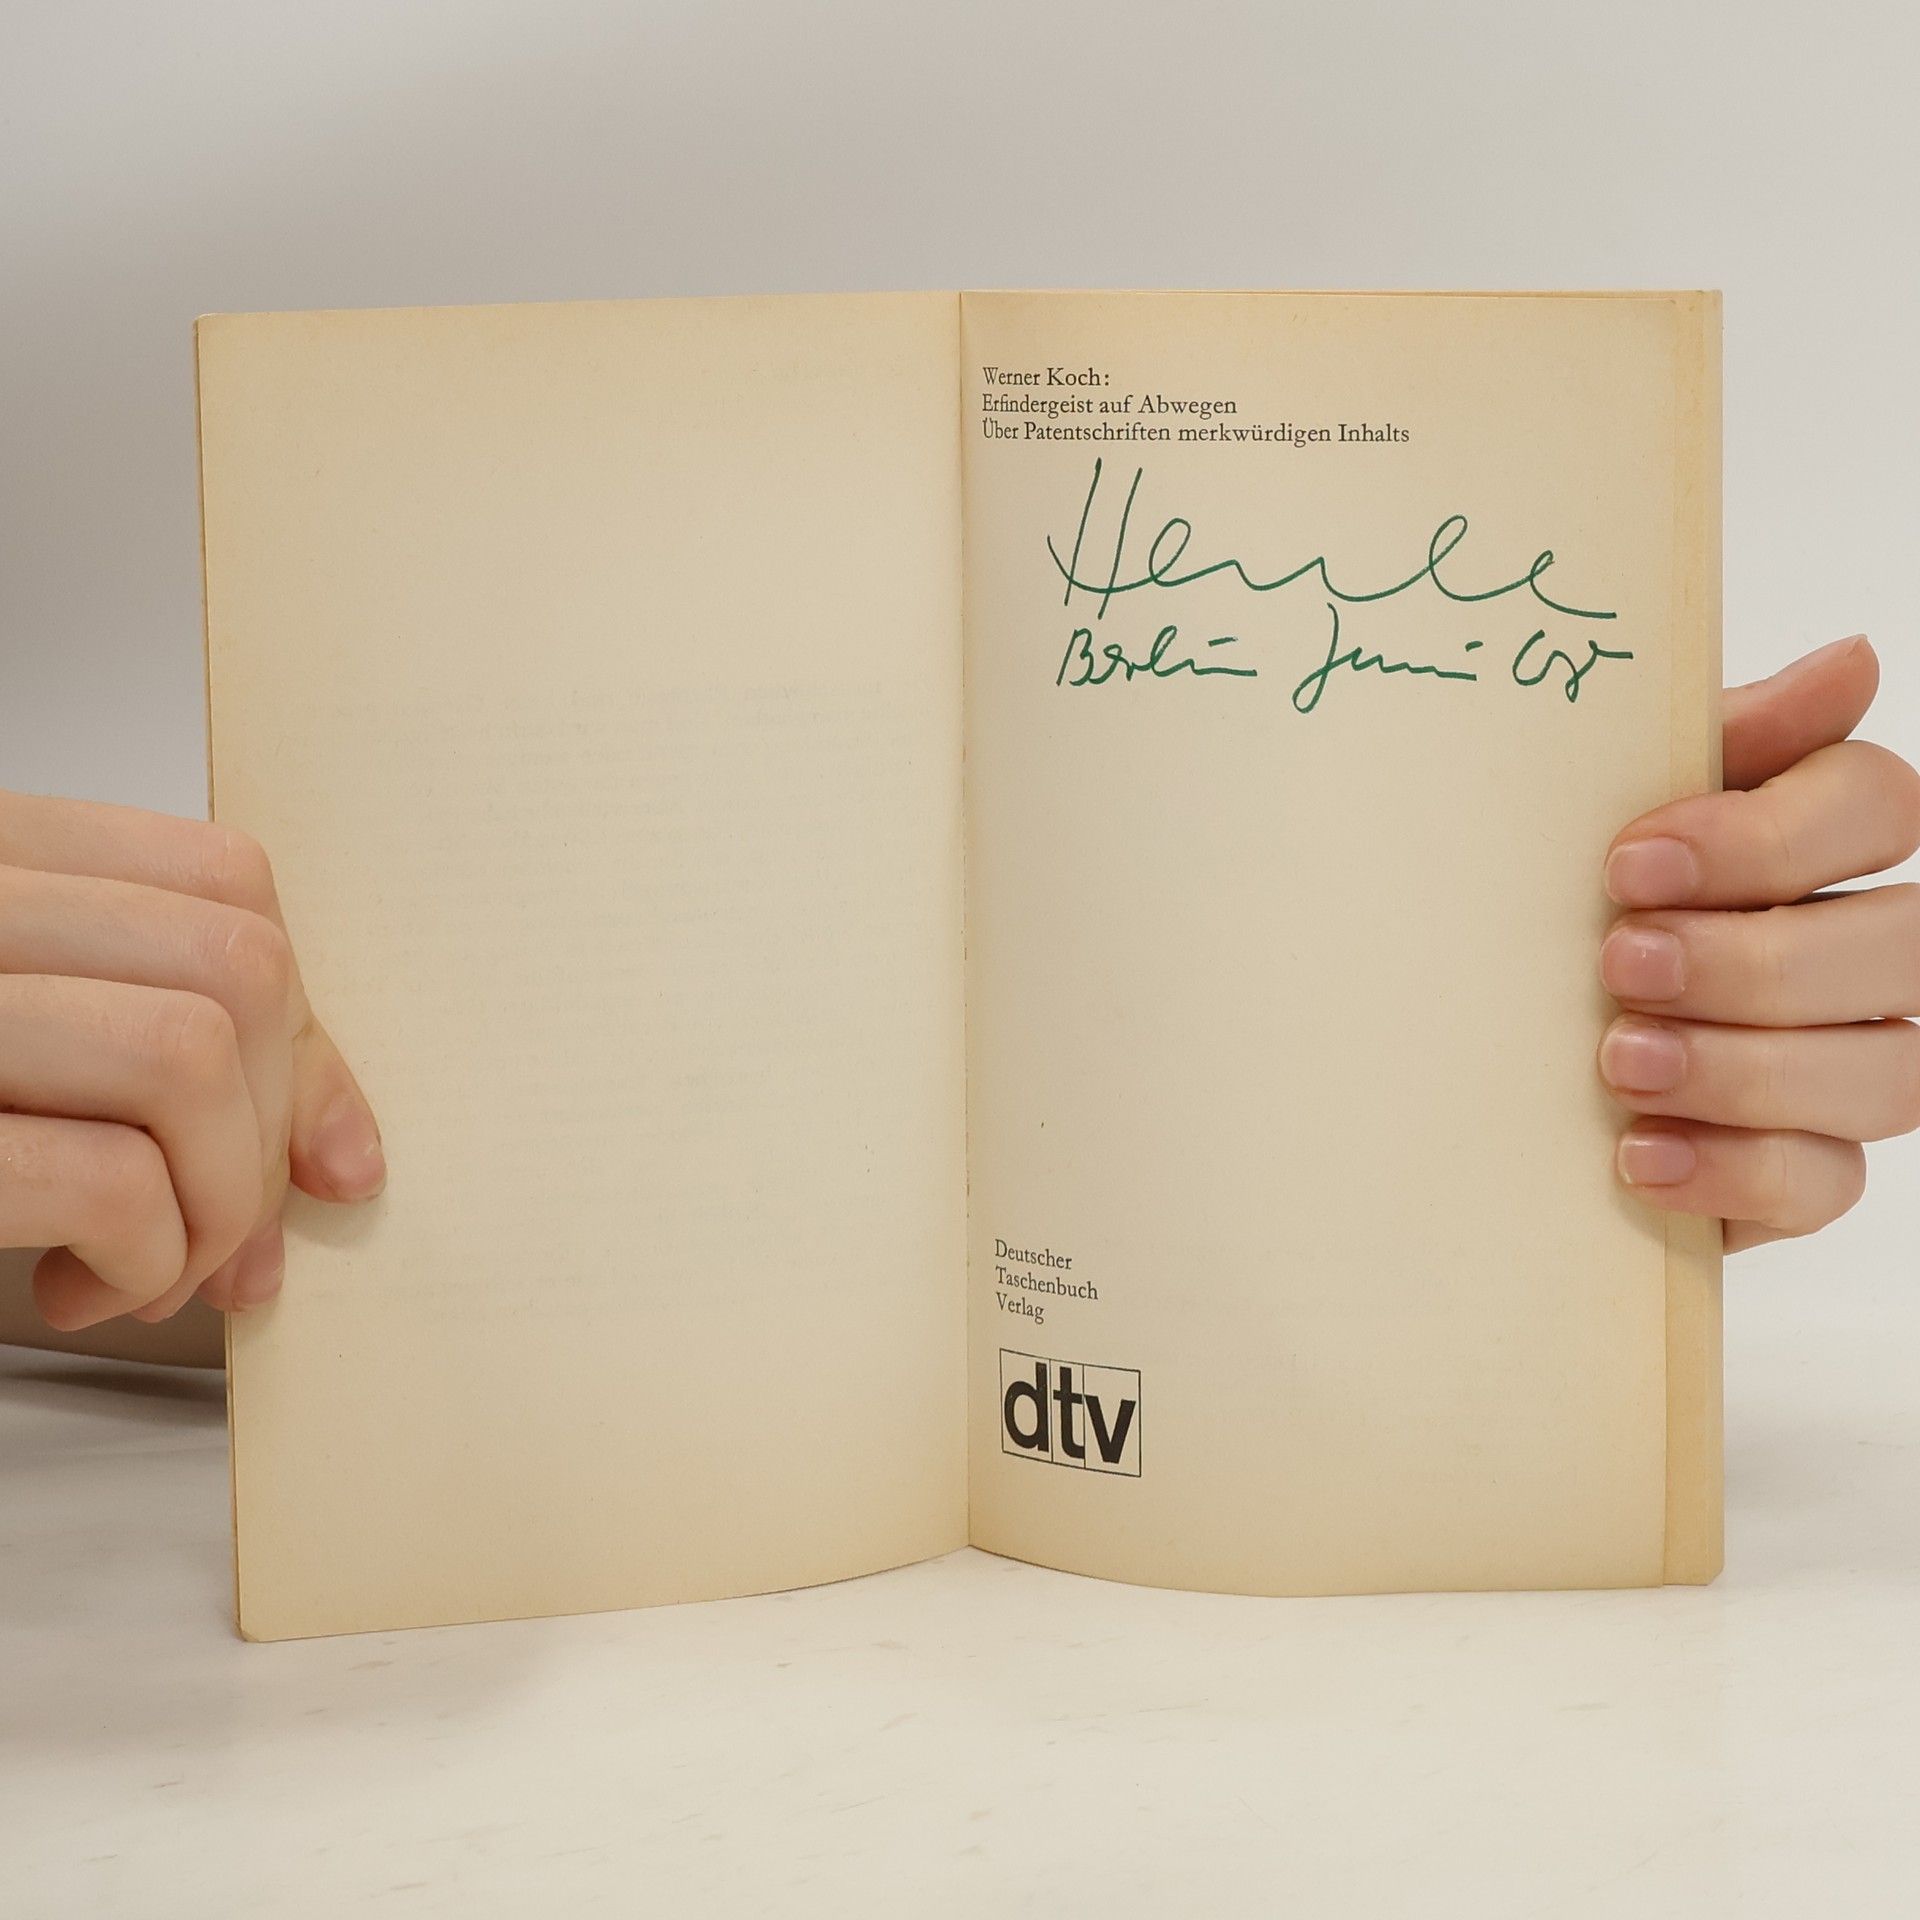 Werner Koch:
Erfindergeist auf Abwegen
Über Patentschriften merkwürdigen Inhalts
Berlin Juni
Deutscher
Taschenbuch
Verlag
dtv